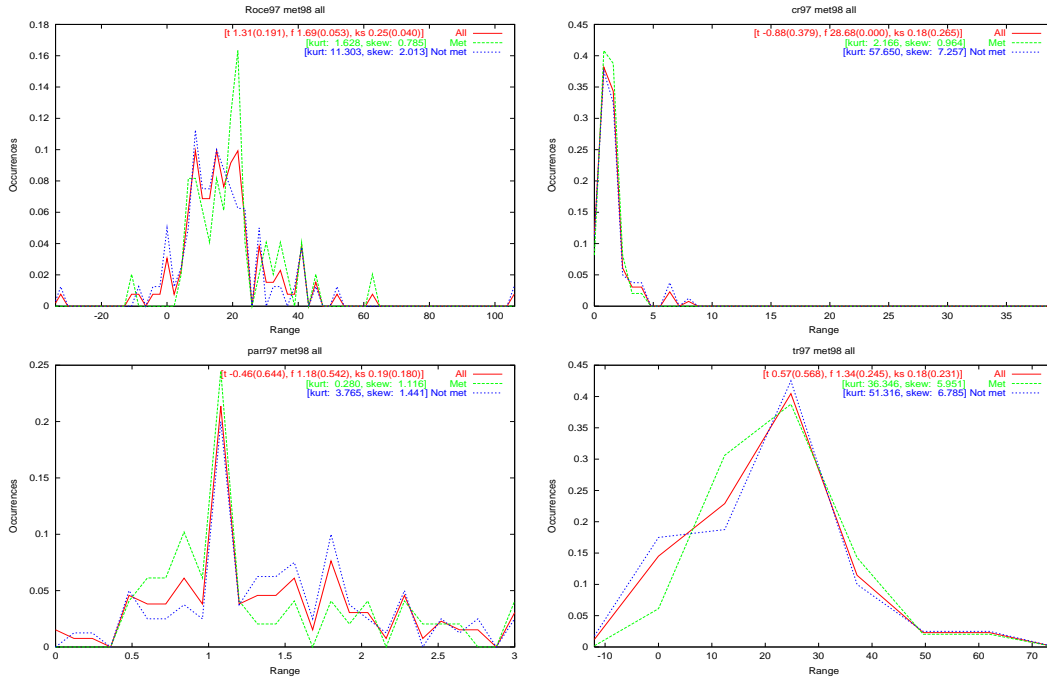 Roce97 met98 all
[t 1.31(0.191), f 1.69(0.053), ks 0.25(0.040)] All
[kurt: 1.628, skew: 0.785] Met
[kurt: 11.303, skew: 2.013] Not met
0.18
0.16
0.14
0.12
0.1
0.08
0.06
0.04
0.02
0
Occurrences
-20 0 20 40 60 80 100
Range
cr97 met98 all
[t -0.88(0.379), f 28.68(0.000), ks 0.18(0.265)] All
[kurt: 2.166, skew: 0.964] Met
[kurt: 57.650, skew: 7.257] Not met
0.45
0.4
0.35
0.3
0.25
0.2
0.15
0.1
0.05
0
Occurrences
0 5 10 15 20 25 30 35
Range
parr97 met98 all
[t -0.46(0.644), f 1.18(0.542), ks 0.19(0.180)] All
[kurt: 0.280, skew: 1.116] Met
[kurt: 3.765, skew: 1.441] Not met
0.25
0.2
0.15
0.1
0.05
0
Occurrences
0 0.5 1 1.5 2 2.5 3
Range
tr97 met98 all
[t 0.57(0.568), f 1.34(0.245), ks 0.18(0.231)] All
[kurt: 36.346, skew: 5.951] Met
[kurt: 51.316, skew: 6.785] Not met
0.45
0.4
0.35
0.3
0.25
0.2
0.15
0.1
0.05
0
Occurrences
-10 0 10 20 30 40 50 60 70
Range